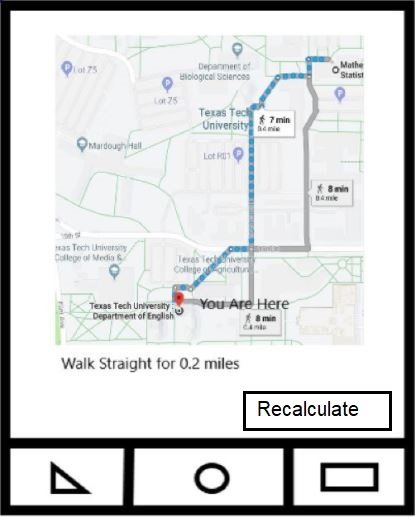 Department of
Biological Sciences
Mathe
Statist
Lot Z5
Lot Z5
Texas Tech
University
7 min
0.4 mile
Mardough Hall
Lot R01
8 min
0.4 mile
15th St
exas Tech University
College of Media &
Texas Tech University
College of Agricultur...
Texas Tech University
Department of English
You Are Here
8 min
0.4 mile
Walk Straight for 0.2 miles
Recalculate